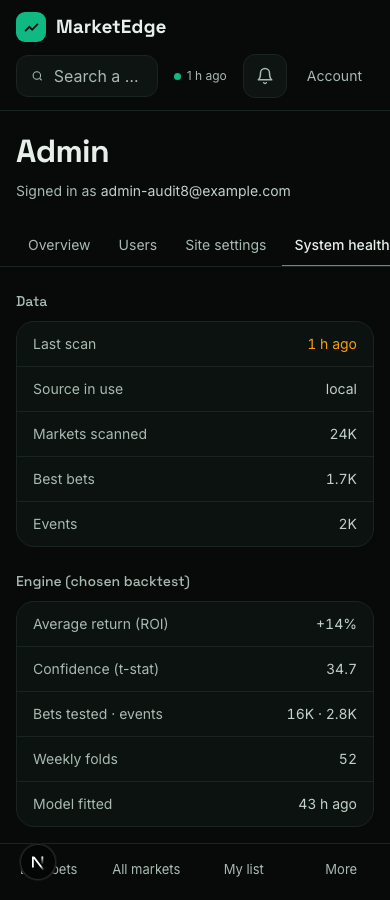 MarketEdge
Search a ...
1 h ago
Account
Admin
Signed in as admin-audit8@example.com
Overview Users Site settings System health
Data
Last scan 1 h ago
Source in use local
Markets scanned 24K
Best bets 1.7K
Events 2K
Engine (chosen backtest)
Average return (ROI) +14%
Confidence (t-stat) 34.7
Bets tested · events 16K · 2.8K
Weekly folds 52
Model fitted 43 h ago
N bets All markets My list More